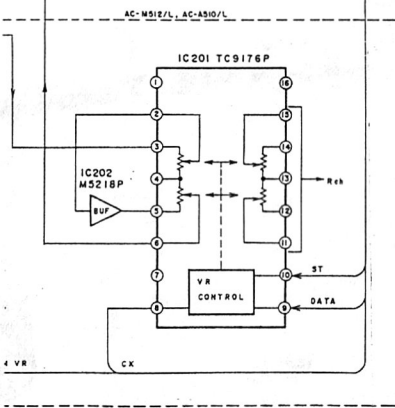 AC-M512/L, AC-A510/L
IC201 TC9176P
1
16
2
15
3
14
IC202
M5218P
4
13
Rch
BUF
5
12
6
11
7
10
ST
VR
CONTROL
8
9
DATA
4 VR
CK